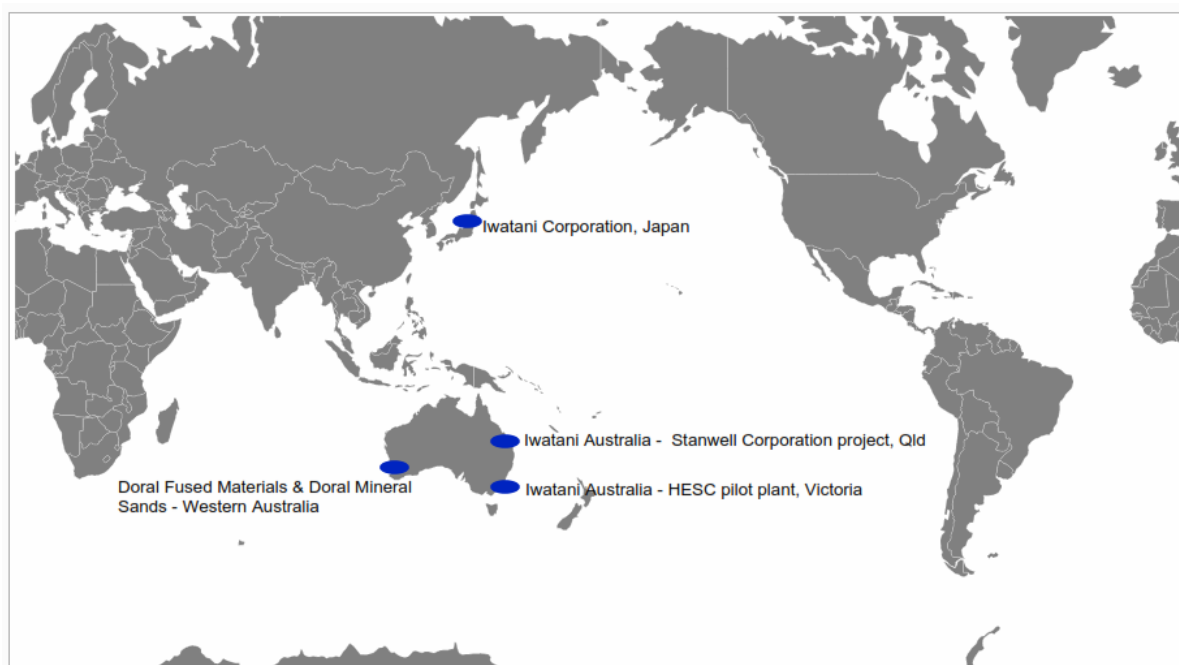 Iwatani Corporation, Japan
Iwatani Australia -  Stanwell Corporation project, Qld
Iwatani Australia - HESC pilot plant, Victoria
Doral Fused Materials & Doral Mineral
Sands - Western Australia